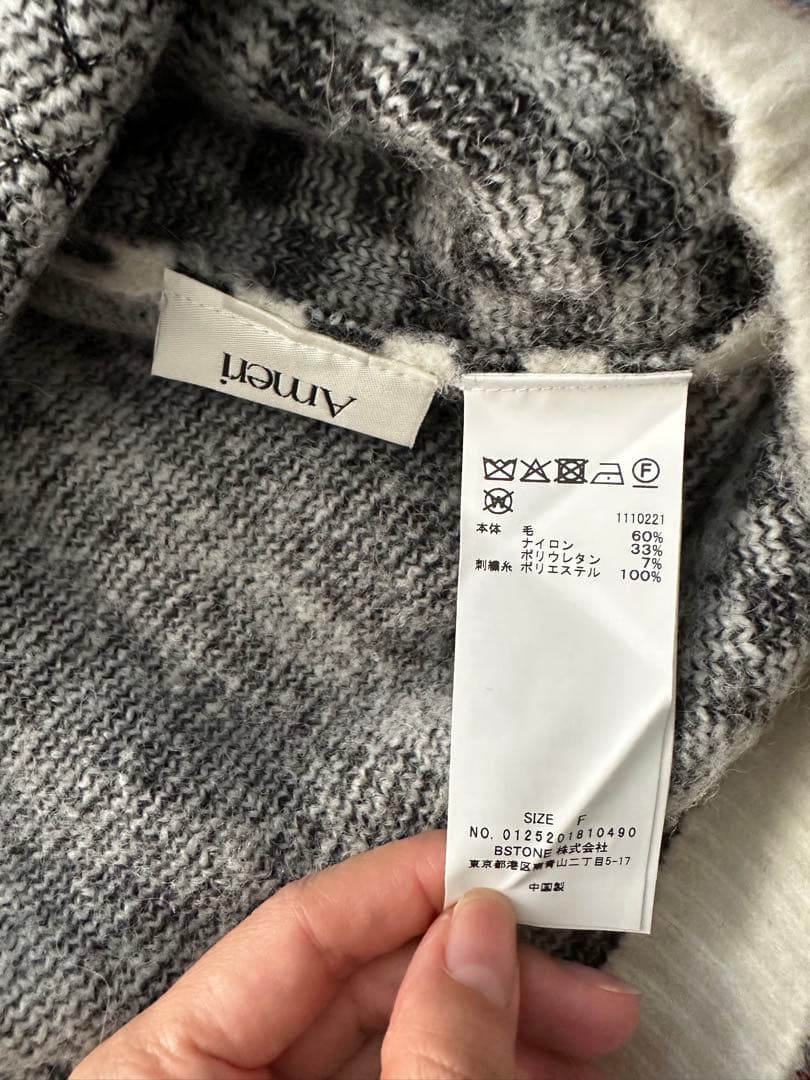 Ameri
F
W
1110221
本体 毛 60%
ナイロン 33%
ポリウレタン 7%
刺繍糸 ポリエステル 100%
SIZE F
NO. 0125201810490
BSTONE 株式会社
東京都港区南青山二丁目5-17
中国製